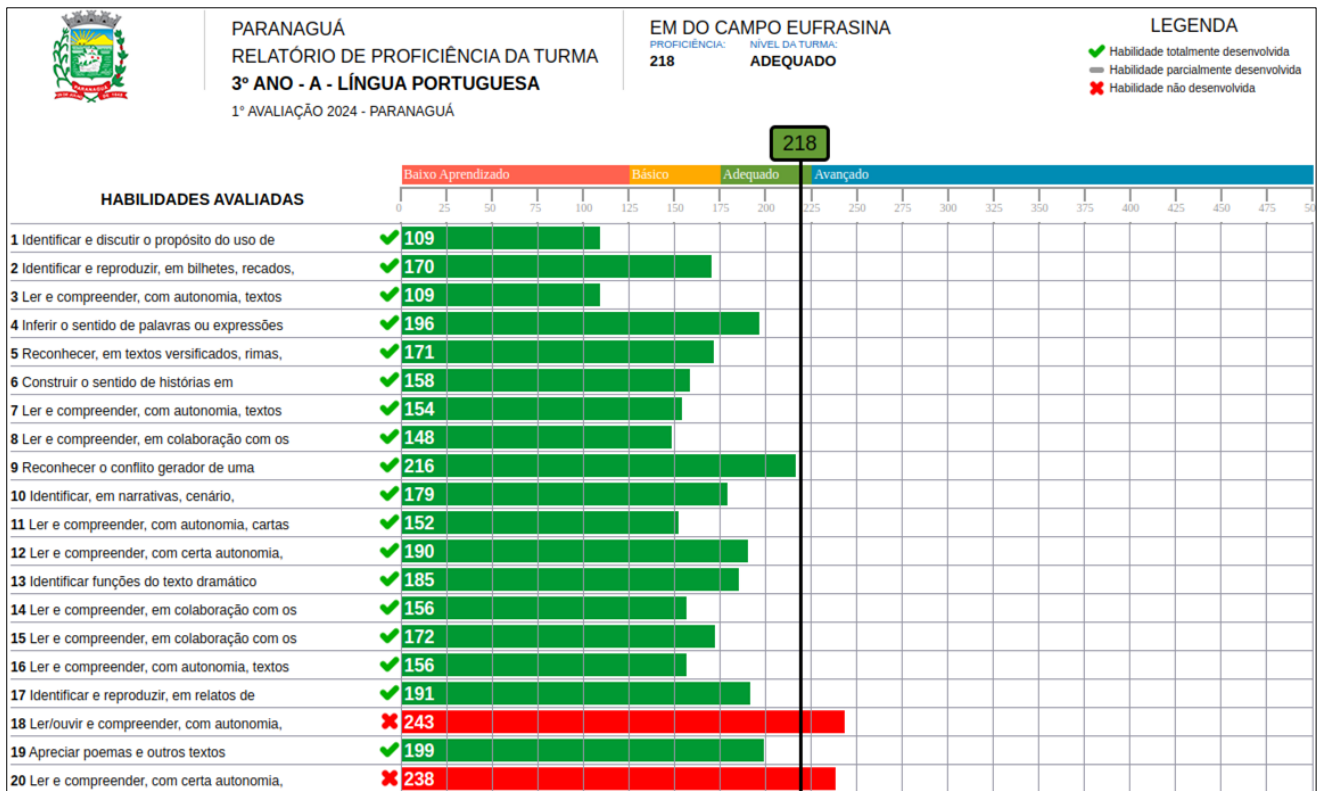 PARANAGUÁ
RELATÓRIO DE PROFICIÊNCIA DA TURMA
3º ANO - A - LÍNGUA PORTUGUESA
1° AVALIAÇÃO 2024 - PARANAGUÁ
EM DO CAMPO EUFRASINA
PROFICIÊNCIA: NÍVEL DA TURMA:
218 ADEQUADO
LEGENDA
Habilidade totalmente desenvolvida
Habilidade parcialmente desenvolvida
Habilidade não desenvolvida
PARANAGUÁ
218
Baixo Aprendizado Básico Adequado Avançado
HABILIDADES AVALIADAS
0 25 50 75 100 125 150 175 200 225 250 275 300 325 350 375 400 425 450 475 50
1 Identificar e discutir o propósito do uso de 109
2 Identificar e reproduzir, em bilhetes, recados, 170
3 Ler e compreender, com autonomia, textos 109
4 Inferir o sentido de palavras ou expressões 196
5 Reconhecer, em textos versificados, rimas, 171
6 Construir o sentido de histórias em 158
7 Ler e compreender, com autonomia, textos 154
8 Ler e compreender, em colaboração com os 148
9 Reconhecer o conflito gerador de uma 216
10 Identificar, em narrativas, cenário, 179
11 Ler e compreender, com autonomia, cartas 152
12 Ler e compreender, com certa autonomia, 190
13 Identificar funções do texto dramático 185
14 Ler e compreender, em colaboração com os 156
15 Ler e compreender, em colaboração com os 172
16 Ler e compreender, com autonomia, textos 156
17 Identificar e reproduzir, em relatos de 191
18 Ler/ouvir e compreender, com autonomia, 243
19 Apreciar poemas e outros textos 199
20 Ler e compreender, com certa autonomia, 238